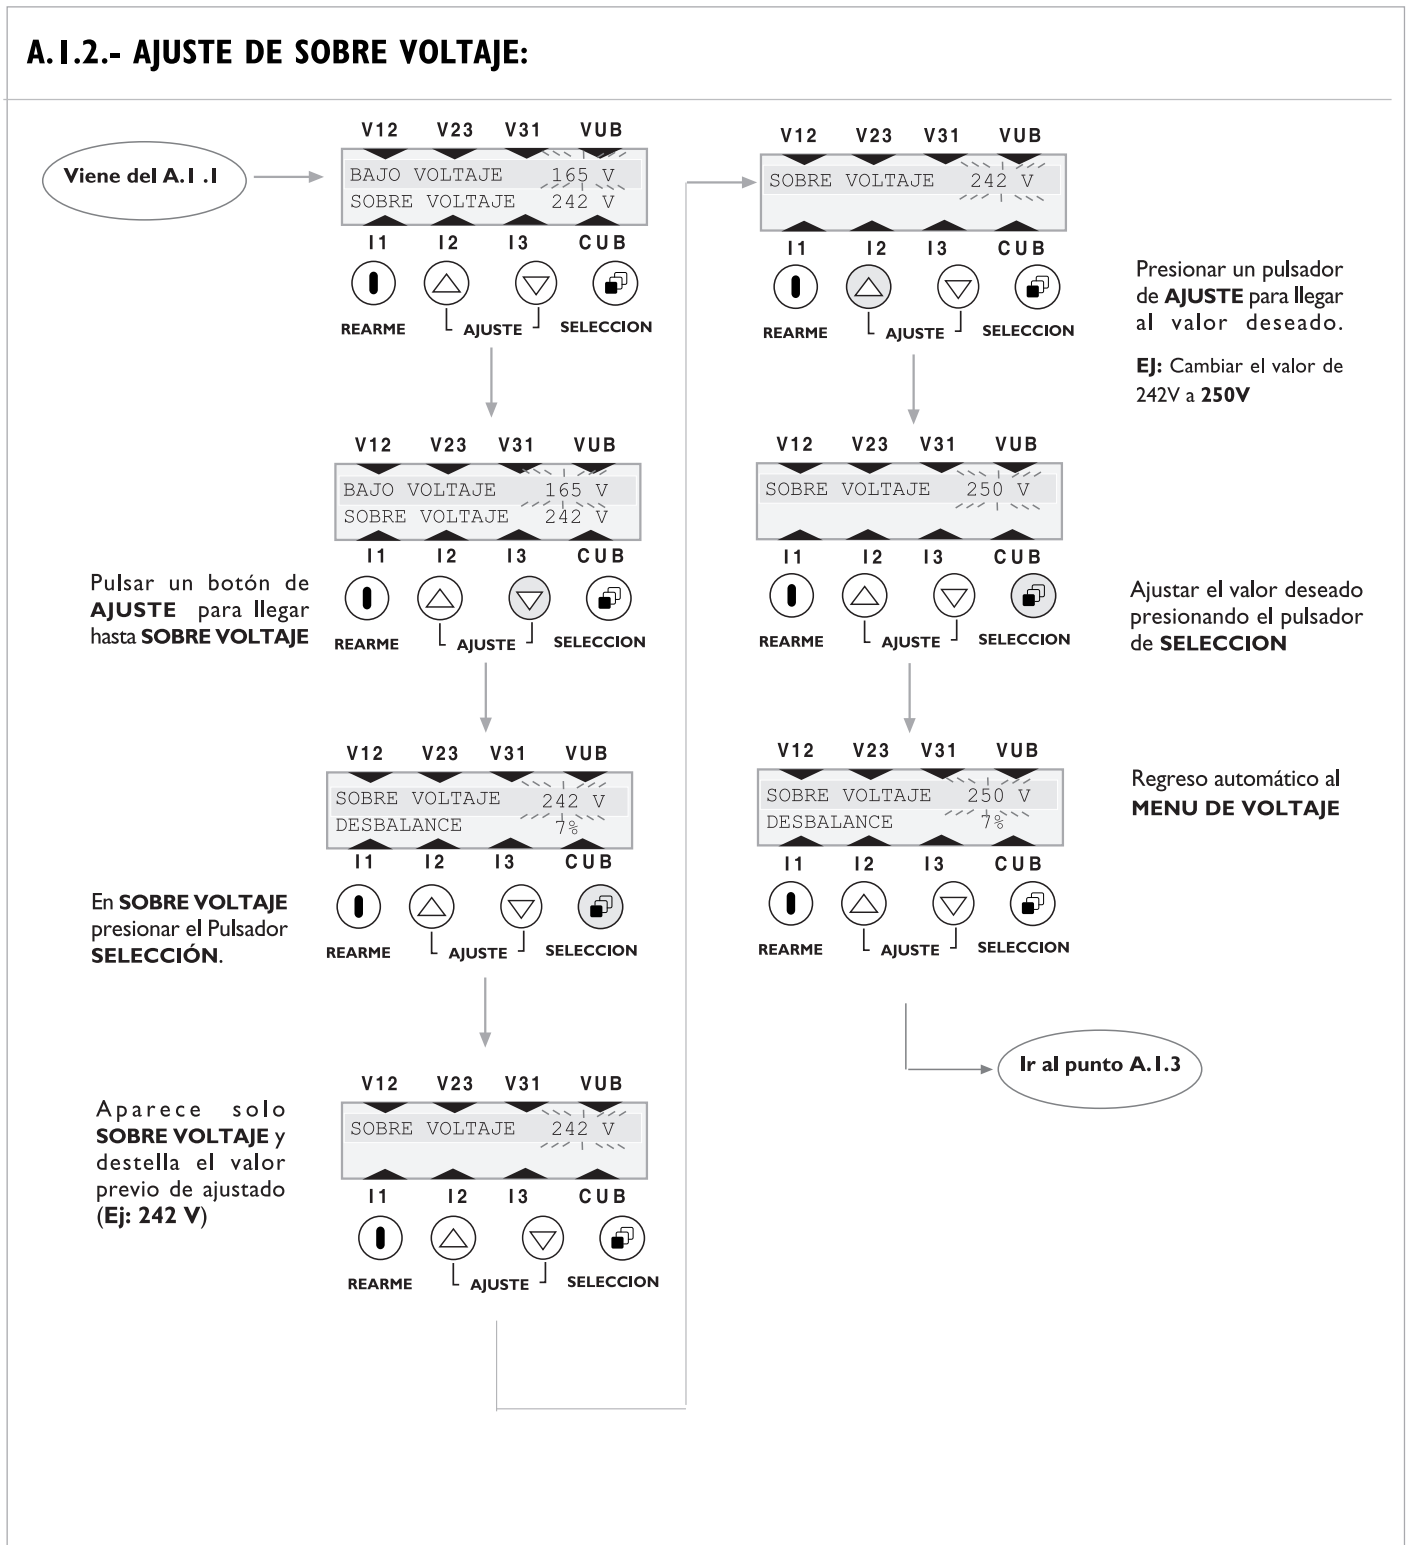 A.1.2.- AJUSTE DE SOBRE VOLTAJE:
Viene del A.1 .1
V12 V23 V31 VUB
BAJO VOLTAJE 165 V
SOBRE VOLTAJE 242 V
I1 I2 I3 CUB
REARME AJUSTE SELECCION
Pulsar un botón de
AJUSTE para llegar
hasta SOBRE VOLTAJE
V12 V23 V31 VUB
BAJO VOLTAJE 165 V
SOBRE VOLTAJE 242 V
I1 I2 I3 CUB
REARME AJUSTE SELECCION
En SOBRE VOLTAJE
presionar el Pulsador
SELECCIÓN.
V12 V23 V31 VUB
SOBRE VOLTAJE 242 V
DESBALANCE 7%
I1 I2 I3 CUB
REARME AJUSTE SELECCION
Aparece solo
SOBRE VOLTAJE y
destella el valor
previo de ajustado
(Ej: 242 V)
V12 V23 V31 VUB
SOBRE VOLTAJE 242 V
I1 I2 I3 CUB
REARME AJUSTE SELECCION
V12 V23 V31 VUB
SOBRE VOLTAJE 242 V
I1 I2 I3 CUB
REARME AJUSTE SELECCION
Presionar un pulsador
de AJUSTE para llegar
al valor deseado.
EJ: Cambiar el valor de
242V a 250V
V12 V23 V31 VUB
SOBRE VOLTAJE 250 V
I1 I2 I3 CUB
REARME AJUSTE SELECCION
Ajustar el valor deseado
presionando el pulsador
de SELECCION
V12 V23 V31 VUB
SOBRE VOLTAJE 250 V
DESBALANCE 7%
I1 I2 I3 CUB
REARME AJUSTE SELECCION
Regreso automático al
MENU DE VOLTAJE
Ir al punto A.1.3